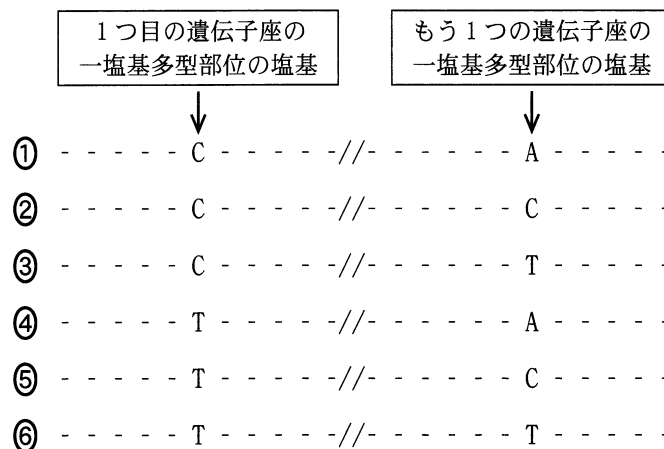 1つ目の遺伝子座の
一塩基多型部位の塩基
もう1つの遺伝子座の
一塩基多型部位の塩基
① - - - - - C - - - - -//- - - - - - A - - - - -
② - - - - - C - - - - -//- - - - - - C - - - - -
③ - - - - - C - - - - -//- - - - - - T - - - - -
④ - - - - - T - - - - -//- - - - - - A - - - - -
⑤ - - - - - T - - - - -//- - - - - - C - - - - -
⑥ - - - - - T - - - - -//- - - - - - T - - - - -